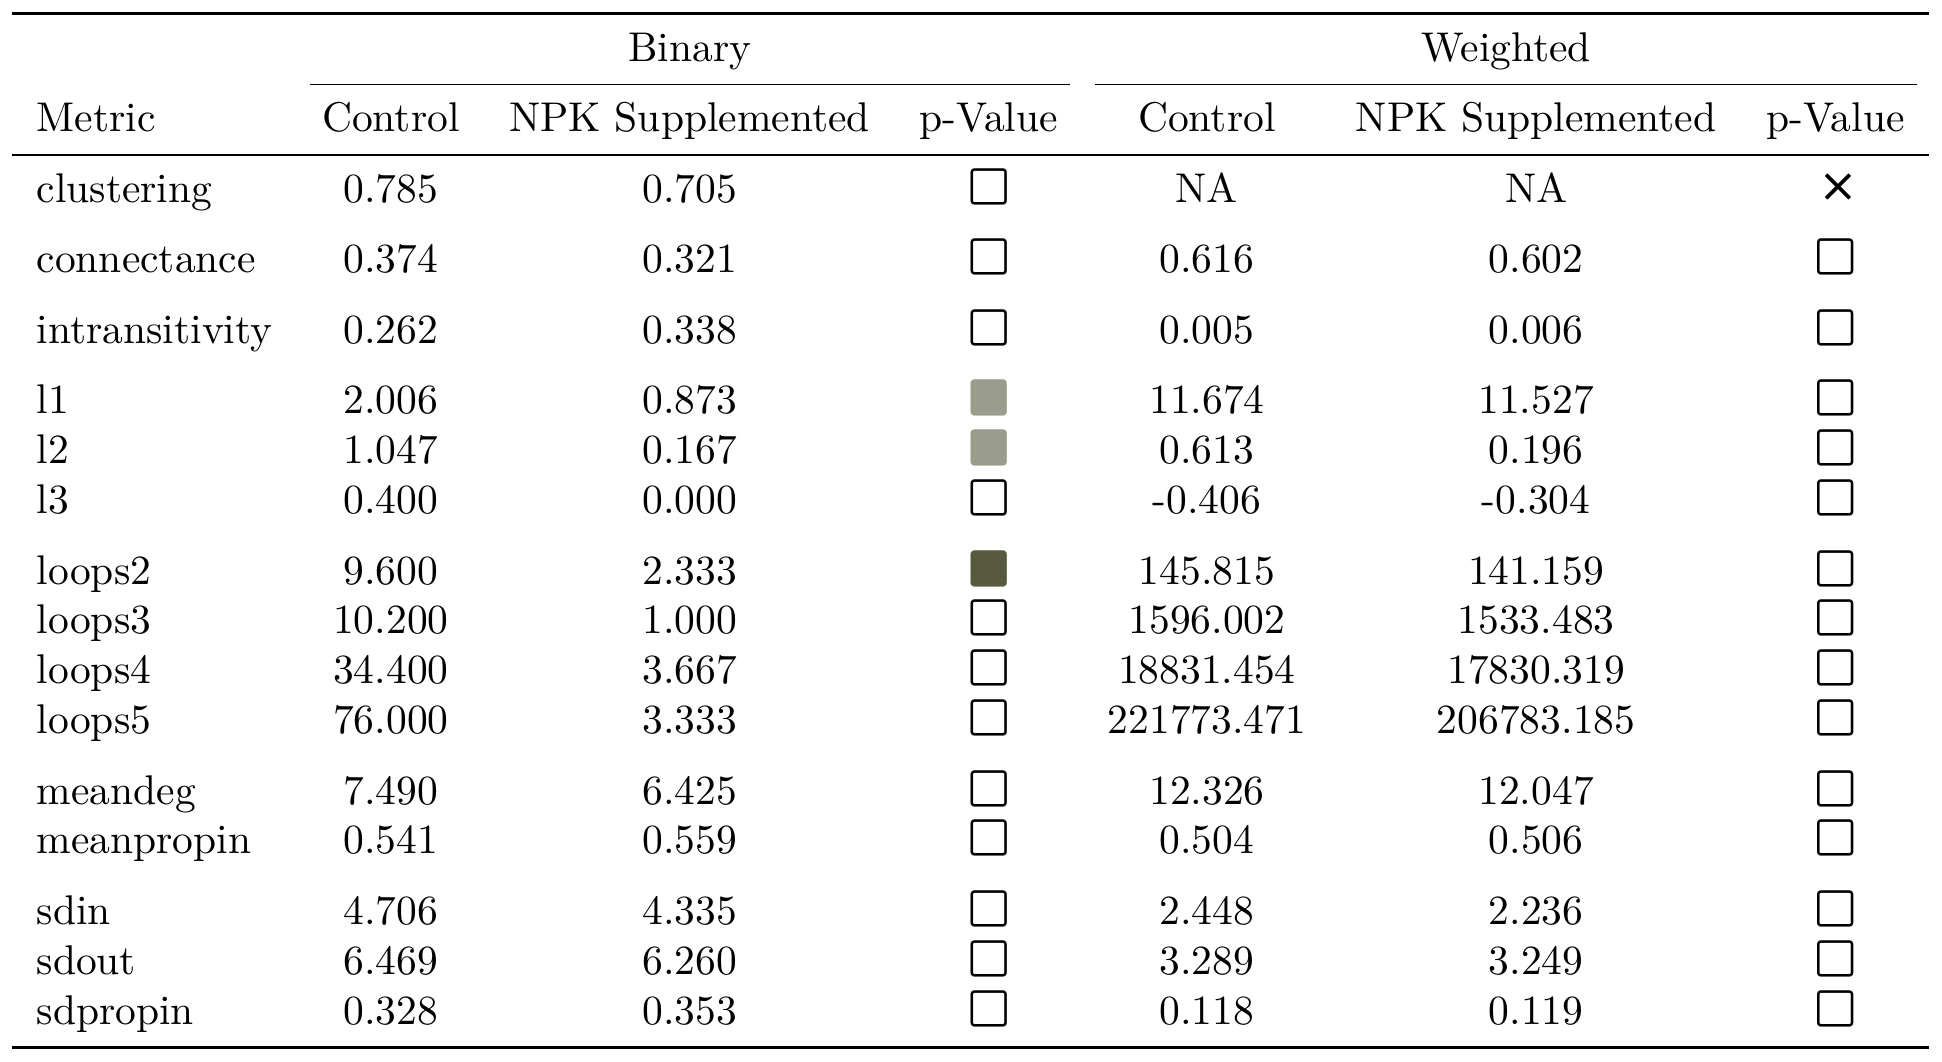 Binary Weighted
Metric Control NPK Supplemented p-Value Control NPK Supplemented p-Value
clustering 0.785 0.705 □ NA NA ×
connectance 0.374 0.321 □ 0.616 0.602 □
intransitivity 0.262 0.338 □ 0.005 0.006 □
l1 2.006 0.873 ■ 11.674 11.527 □
l2 1.047 0.167 ■ 0.613 0.196 □
l3 0.400 0.000 □ -0.406 -0.304 □
loops2 9.600 2.333 ■ 145.815 141.159 □
loops3 10.200 1.000 □ 1596.002 1533.483 □
loops4 34.400 3.667 □ 18831.454 17830.319 □
loops5 76.000 3.333 □ 221773.471 206783.185 □
meandeg 7.490 6.425 □ 12.326 12.047 □
meanpropin 0.541 0.559 □ 0.504 0.506 □
sdin 4.706 4.335 □ 2.448 2.236 □
sdout 6.469 6.260 □ 3.289 3.249 □
sdpropin 0.328 0.353 □ 0.118 0.119 □